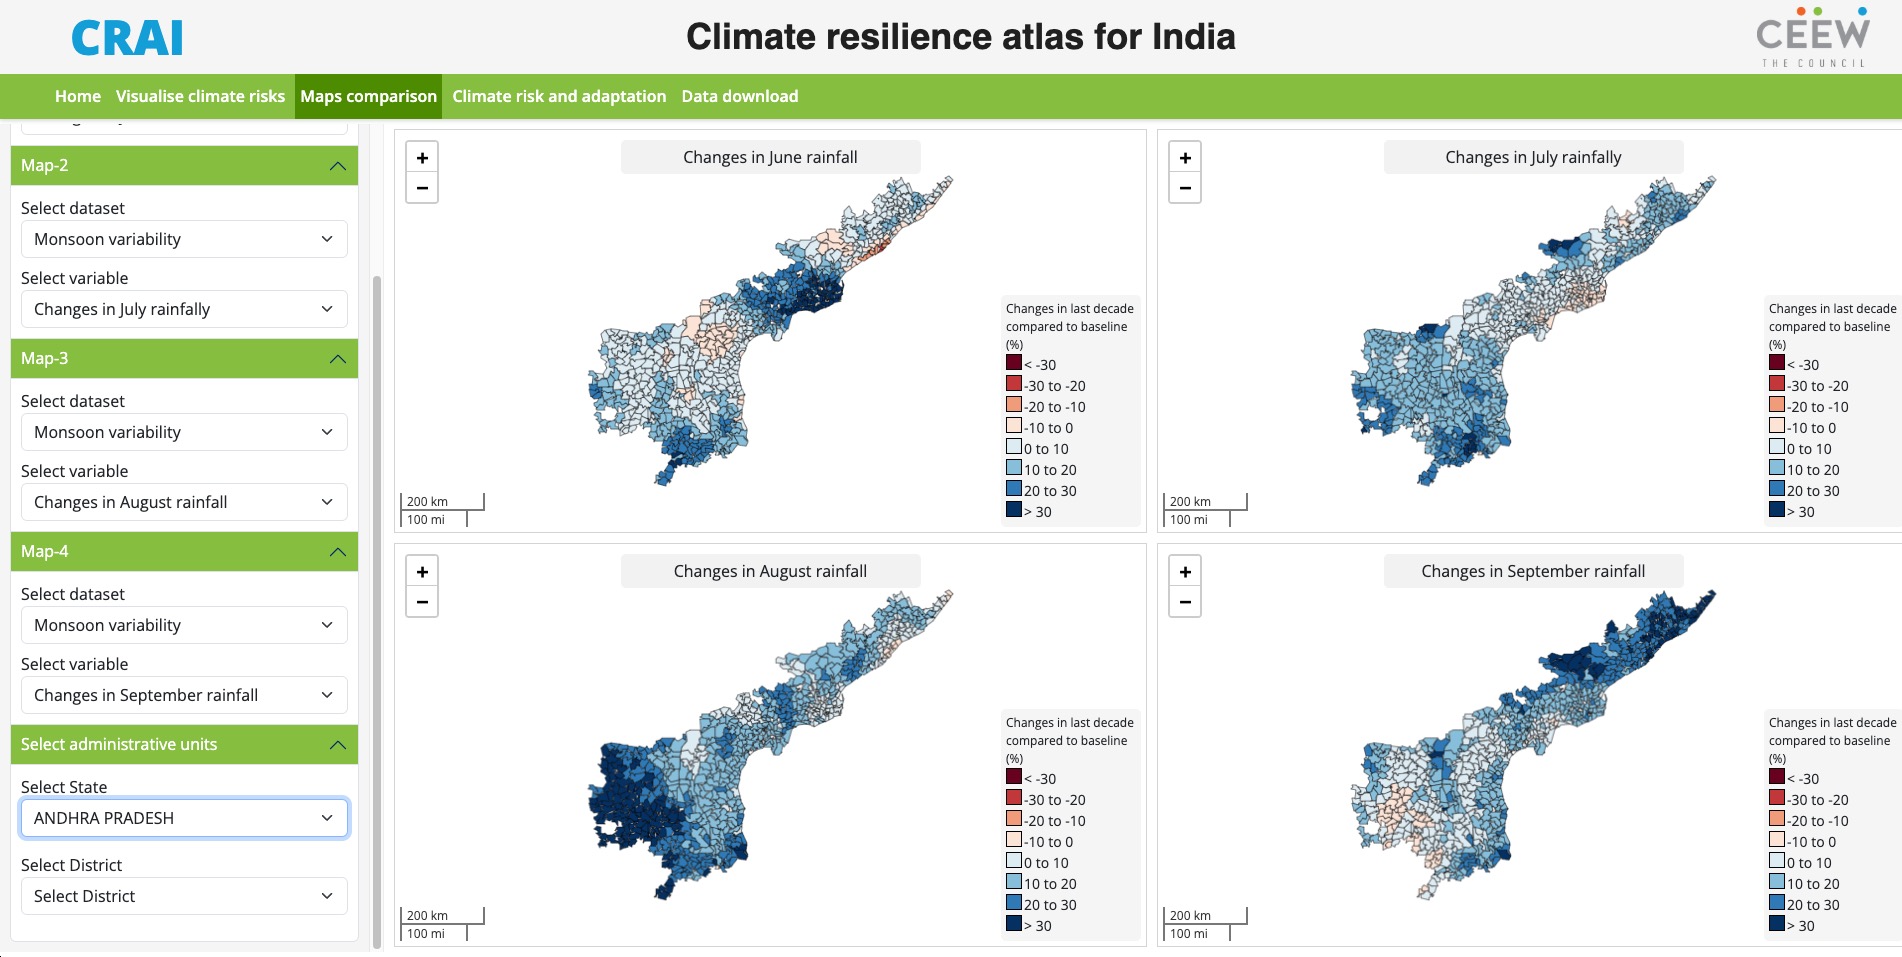 CRAI
Climate resilience atlas for India
CEEW
THE COUNCIL
Home
Visualise climate risks
Maps comparison
Climate risk and adaptation
Data download
Map-2
Select dataset
Monsoon variability
Select variable
Changes in July rainfally
Map-3
Select dataset
Monsoon variability
Select variable
Changes in August rainfall
Map-4
Select dataset
Monsoon variability
Select variable
Changes in September rainfall
Select administrative units
Select State
ANDHRA PRADESH
Select District
Select District
+
−
Changes in June rainfall
Changes in last decade
compared to baseline
(%)
< -30
-30 to -20
-20 to -10
-10 to 0
0 to 10
10 to 20
20 to 30
> 30
200 km
100 mi
+
−
Changes in July rainfally
Changes in last decade
compared to baseline
(%)
< -30
-30 to -20
-20 to -10
-10 to 0
0 to 10
10 to 20
20 to 30
> 30
200 km
100 mi
+
−
Changes in August rainfall
Changes in last decade
compared to baseline
(%)
< -30
-30 to -20
-20 to -10
-10 to 0
0 to 10
10 to 20
20 to 30
> 30
200 km
100 mi
+
−
Changes in September rainfall
Changes in last decade
compared to baseline
(%)
< -30
-30 to -20
-20 to -10
-10 to 0
0 to 10
10 to 20
20 to 30
> 30
200 km
100 mi